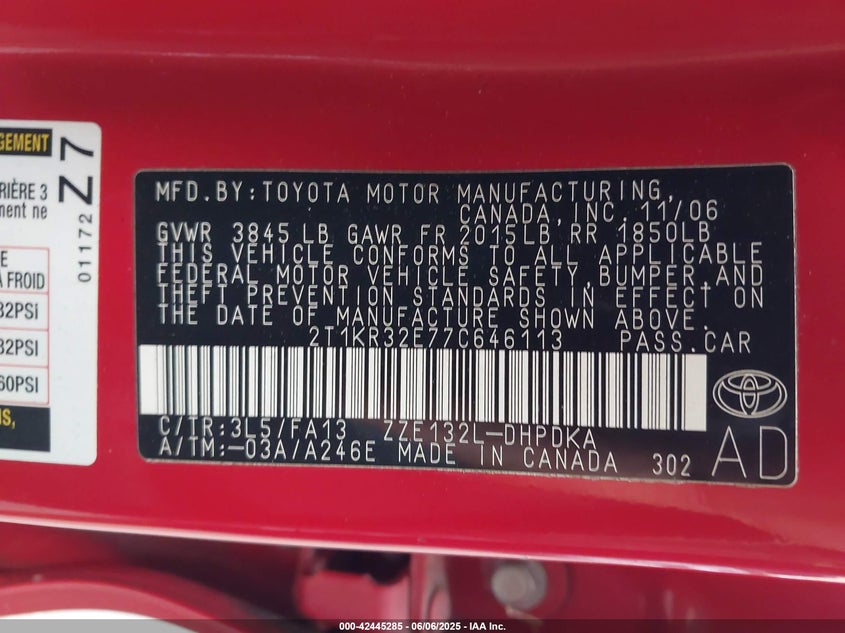 GEMENT
RIÈRE 3
ment ne
E
A FROID
32PSI
32PSI
60PSI
S,
01172
Z 7
MFD.BY:TOYOTA MOTOR MANUFACTURING,
CANADA,INC. 11/06
GVWR 3845LB GAWR FR 2015LB RR 1850LB
THIS VEHICLE CONFORMS TO ALL APPLICABLE
FEDERAL MOTOR VEHICLE SAFETY,BUMPER,AND
THEFT PREVENTION STANDARDS IN EFFECT ON
THE DATE OF MANUFACTURE SHOWN ABOVE.
2T1KR32E77C646113 PASS.CAR
C/TR:3L5/FA13 ZZE132L-DHPDKA
A/TM:-03A/A246E MADE IN CANADA 302
AD
000-42445285 - 06/06/2025 - IAA Inc.